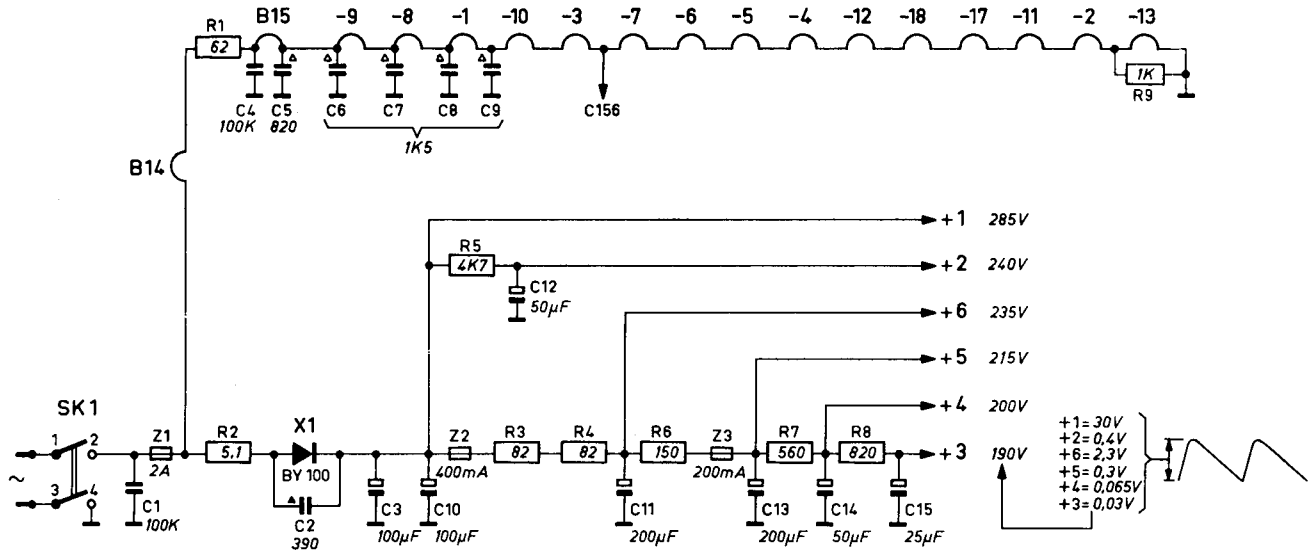 B15 -9 -8 -1 -10 -3 -7 -6 -5 -4 -12 -18 -17 -11 -2 -13
R1
62
C4 C5 C6 C7 C8 C9 C156
100K 820
1K5
1K
R9
B14
+1 285V
R5
4K7
+2 240V
C12
50µF
+6 235V
+5 215V
+4 200V
SK1
1 2
3 4
~
Z1
2A
C1
100K
R2
5,1
X1
BY 100
C2
390
C3
100µF
C10
100µF
Z2
400mA
R3
82
R4
82
C11
200µF
R6
150
Z3
200mA
C13
200µF
R7
560
C14
50µF
R8
820
C15
25µF
+3 190V
+1=30V
+2=0,4V
+6=2,3V
+5=0,3V
+4=0,065V
+3=0,03V